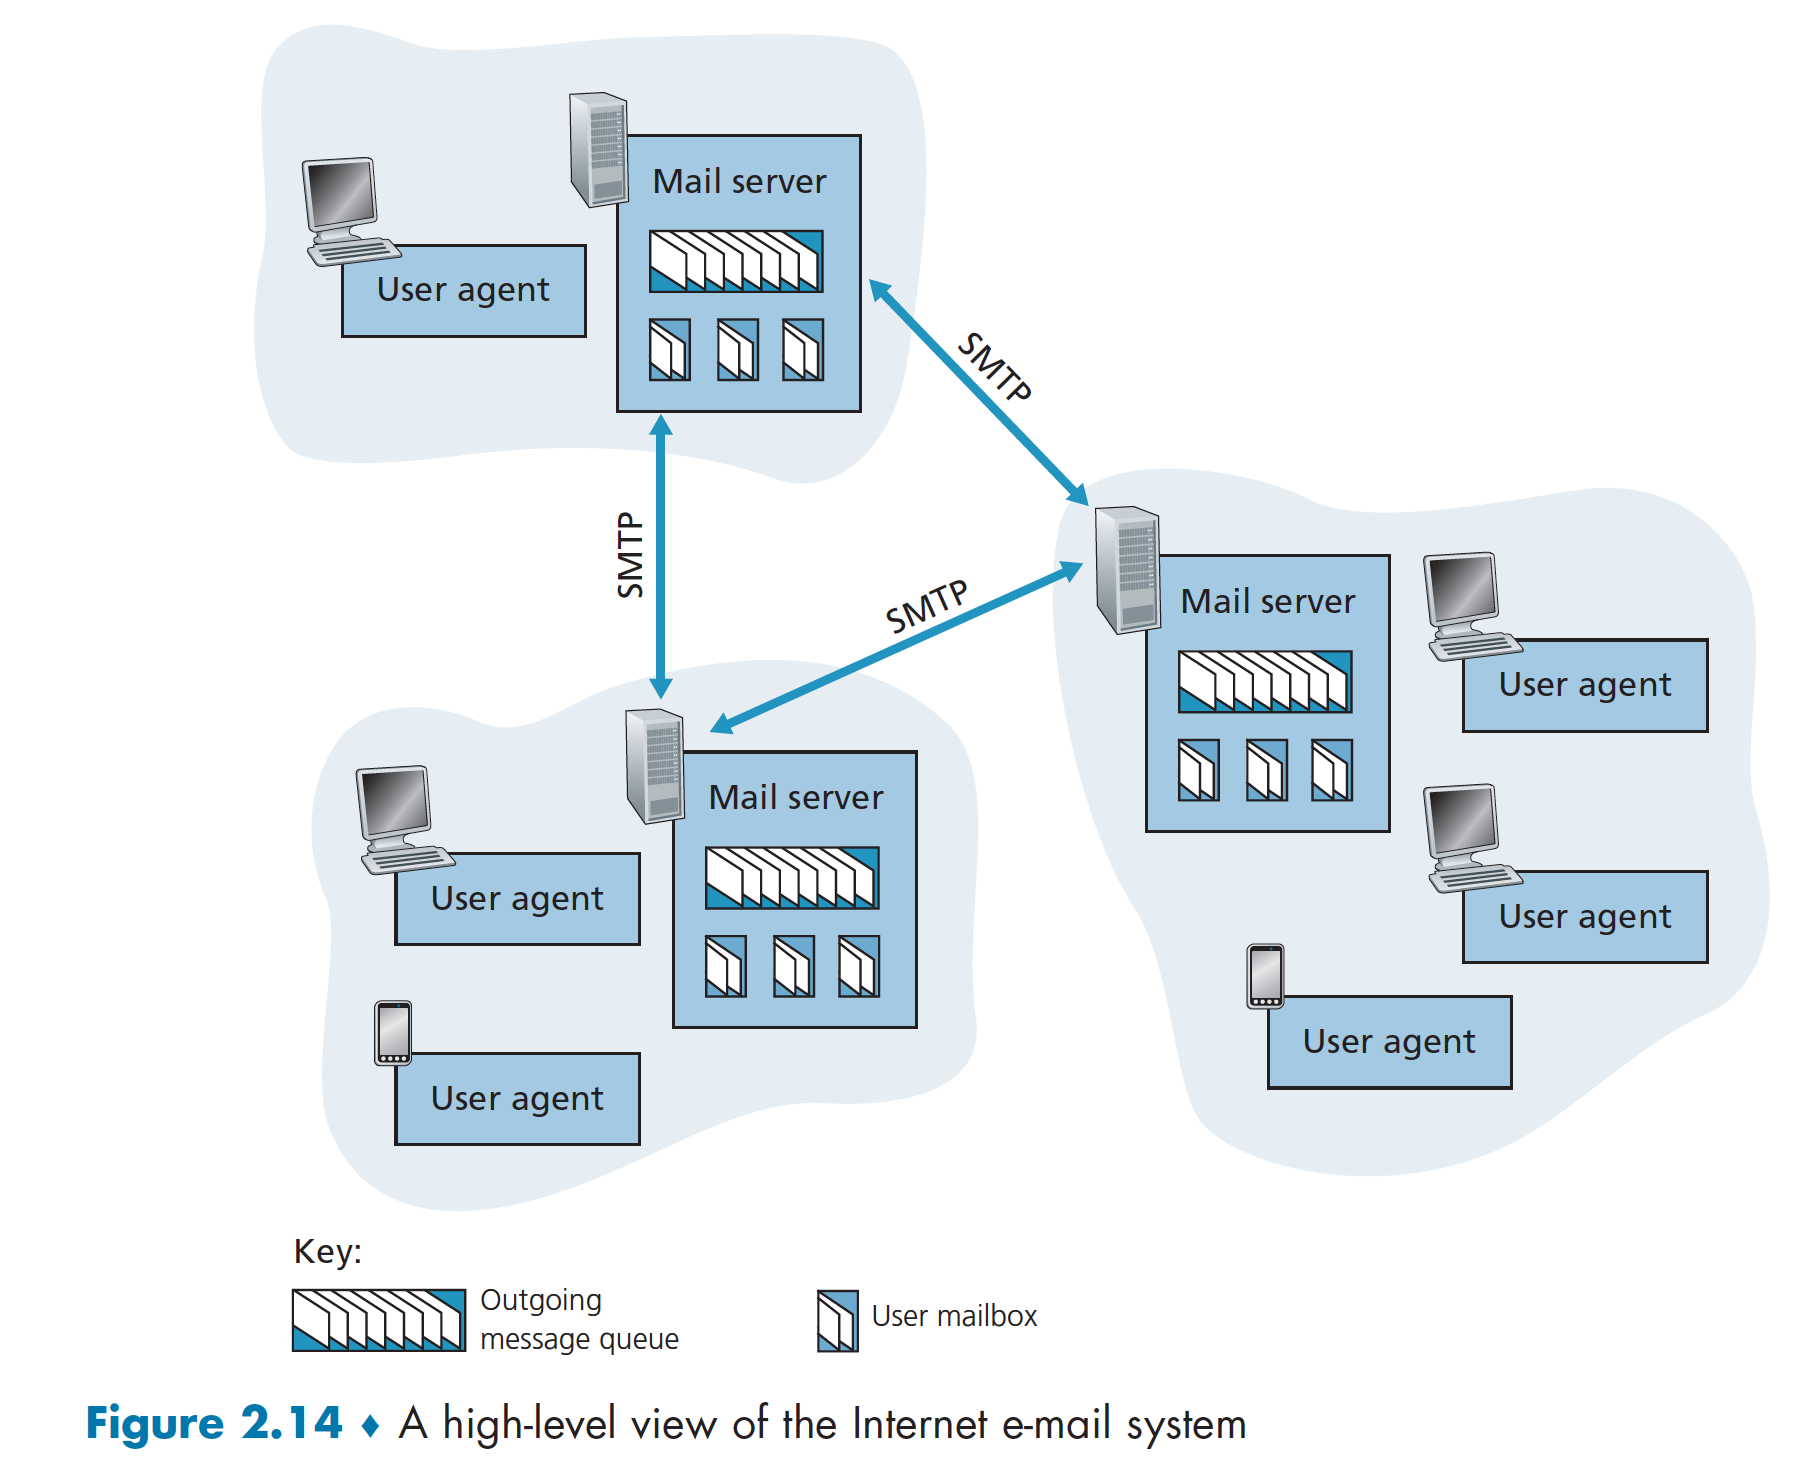 Mail server
User agent
SMTP
SMTP
SMTP
Mail server
User agent
Mail server
User agent
User agent
User agent
User agent
User agent
Key:
Outgoing
message queue
User mailbox
Figure 2.14 ♦ A high-level view of the Internet e-mail system